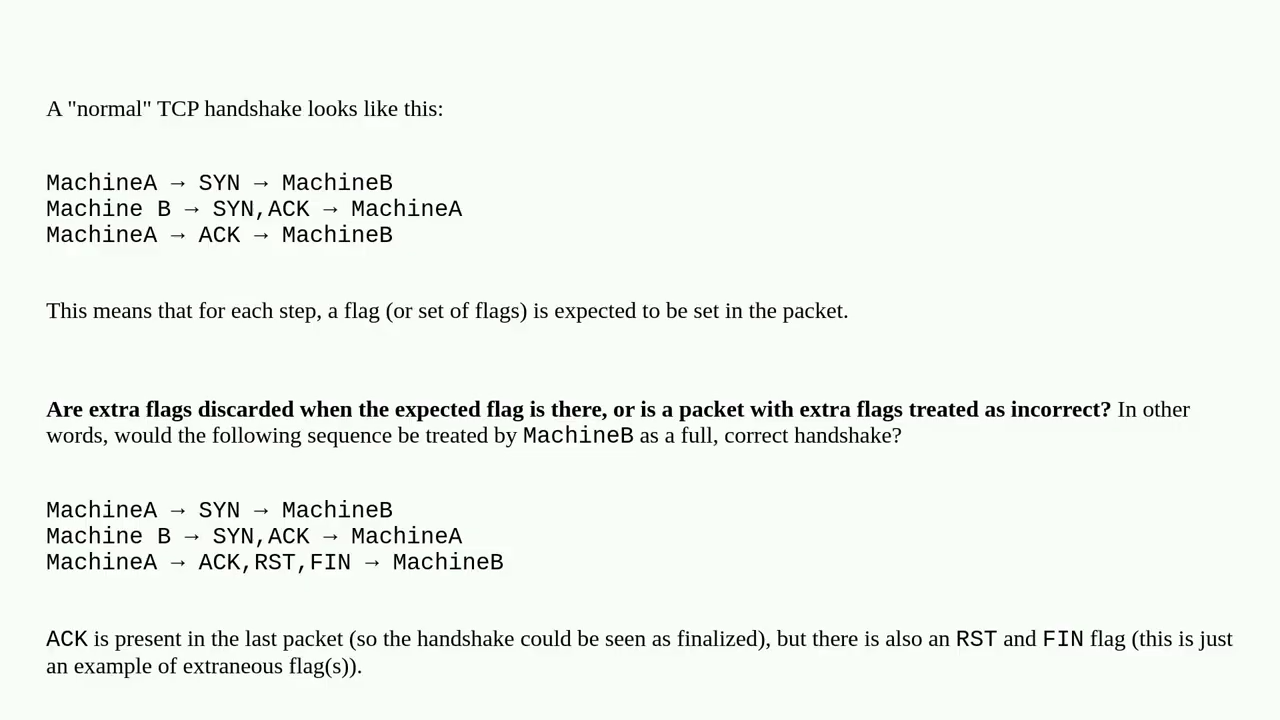 A "normal" TCP handshake looks like this:
MachineA → SYN → MachineB
Machine B → SYN,ACK → MachineA
MachineA → ACK → MachineB
This means that for each step, a flag (or set of flags) is expected to be set in the packet.
Are extra flags discarded when the expected flag is there, or is a packet with extra flags treated as incorrect? In other
words, would the following sequence be treated by MachineB as a full, correct handshake?
MachineA → SYN → MachineB
Machine B → SYN,ACK → MachineA
MachineA → ACK,RST,FIN → MachineB
ACK is present in the last packet (so the handshake could be seen as finalized), but there is also an RST and FIN flag (this is just
an example of extraneous flag(s)).